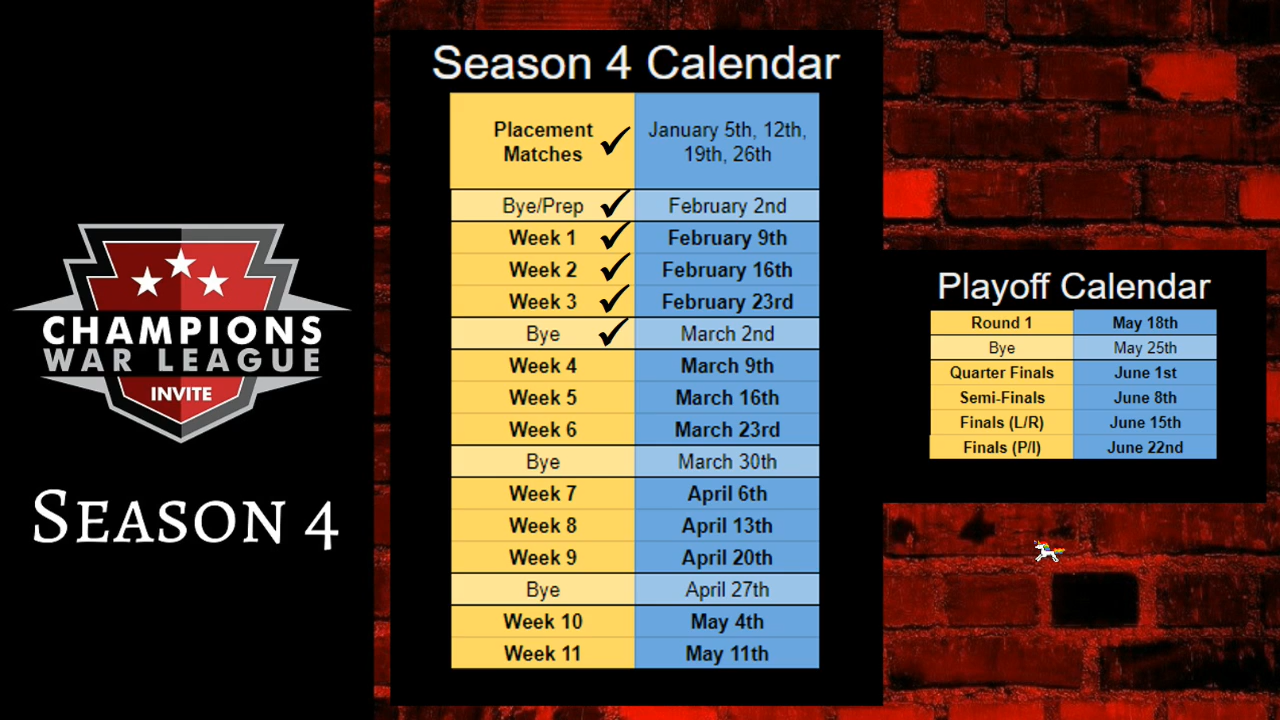 CHAMPIONS
WAR LEAGUE
INVITE
SEASON 4
Season 4 Calendar
Placement Matches ✓ January 5th, 12th, 19th, 26th
Bye/Prep ✓ February 2nd
Week 1 ✓ February 9th
Week 2 ✓ February 16th
Week 3 ✓ February 23rd
Bye ✓ March 2nd
Week 4 March 9th
Week 5 March 16th
Week 6 March 23rd
Bye March 30th
Week 7 April 6th
Week 8 April 13th
Week 9 April 20th
Bye April 27th
Week 10 May 4th
Week 11 May 11th
Playoff Calendar
Round 1 May 18th
Bye May 25th
Quarter Finals June 1st
Semi-Finals June 8th
Finals (L/R) June 15th
Finals (P/I) June 22nd